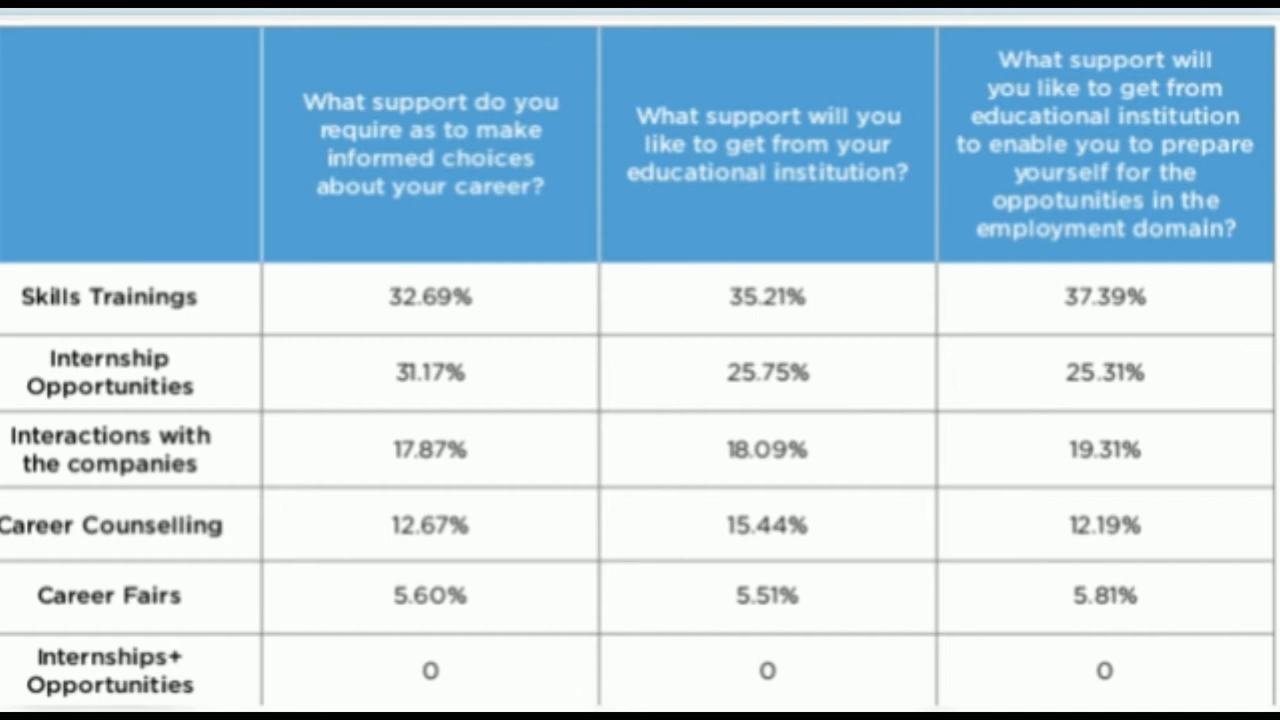 What support do you
require as to make
informed choices
about your career?
What support will you
like to get from your
educational institution?
What support will
you like to get from
educational institution
to enable you to prepare
yourself for the
oppotunities in the
employment domain?
Skills Trainings 32.69% 35.21% 37.39%
Internship
Opportunities 31.17% 25.75% 25.31%
Interactions with
the companies 17.87% 18.09% 19.31%
Career Counselling 12.67% 15.44% 12.19%
Career Fairs 5.60% 5.51% 5.81%
Internships+
Opportunities 0 0 0